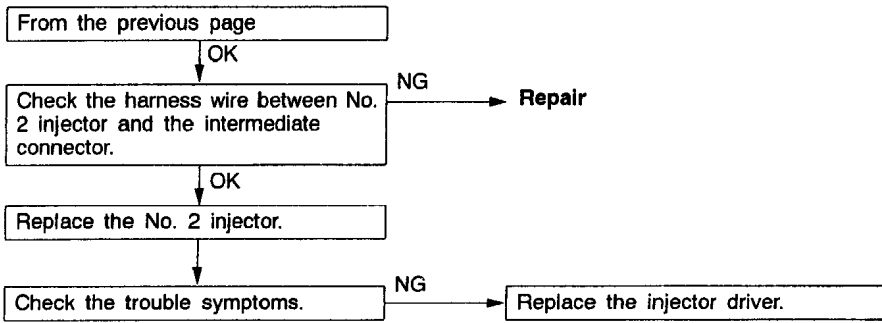 From the previous page
OK
Check the harness wire between No.
2 injector and the intermediate
connector.
NG
Repair
OK
Replace the No. 2 injector.
Check the trouble symptoms.
NG
Replace the injector driver.